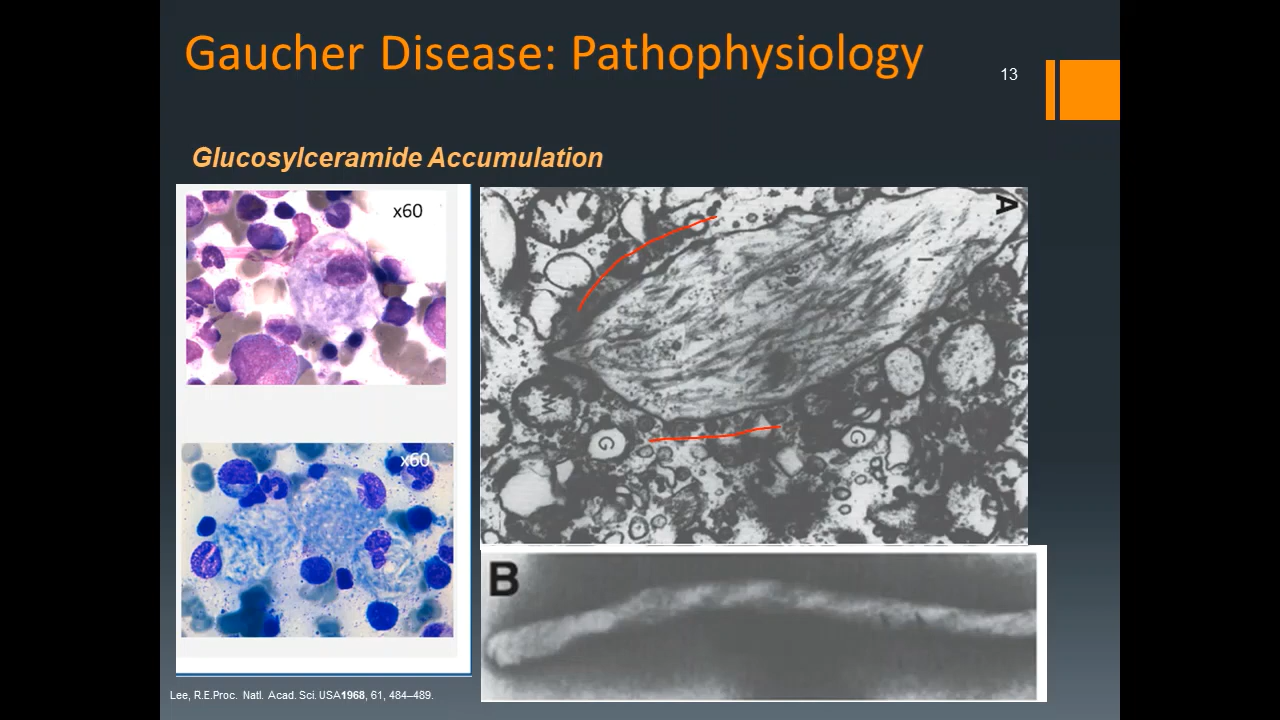 Gaucher Disease: Pathophysiology
13
Glucosylceramide Accumulation
x60
x60
A
I
M
G
G
B
Lee, R.E.Proc. Natl. Acad. Sci. USA1968, 61, 484–489.